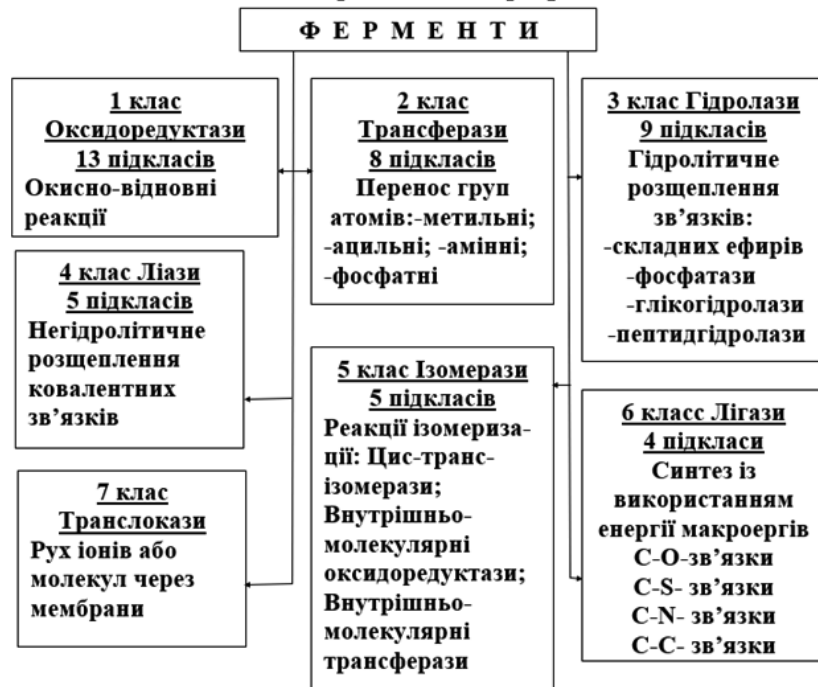 Ф Е Р М Е Н Т И
1 клас
Оксидоредуктази
13 підкласів
Окисно-відновні
реакції
2 клас
Трансферази
8 підкласів
Перенос груп
атомів:-метильні;
-ацильні; -амінні;
-фосфатні
3 клас Гідролази
9 підкласів
Гідролітичне
розщеплення
зв’язків:
-складних ефирів
-фосфатази
-глікогідролази
-пептидгідролази
4 клас Ліази
5 підкласів
Негідролітичне
розщеплення
ковалентних
зв’язків
5 клас Ізомерази
5 підкласів
Реакції ізомериза-
ції: Цис-транс-
ізомерази;
Внутрішньо-
молекулярні
оксидоредуктази;
Внутрішньо-
молекулярні
трансферази
6 класс Лігази
4 підкласи
Синтез із
використанням
енергії макроергів
С-О-зв’язки
С-S- зв’язки
С-N- зв’язки
С-С- зв’язки
7 клас
Транслокази
Рух іонів або
молекул через
мембрани